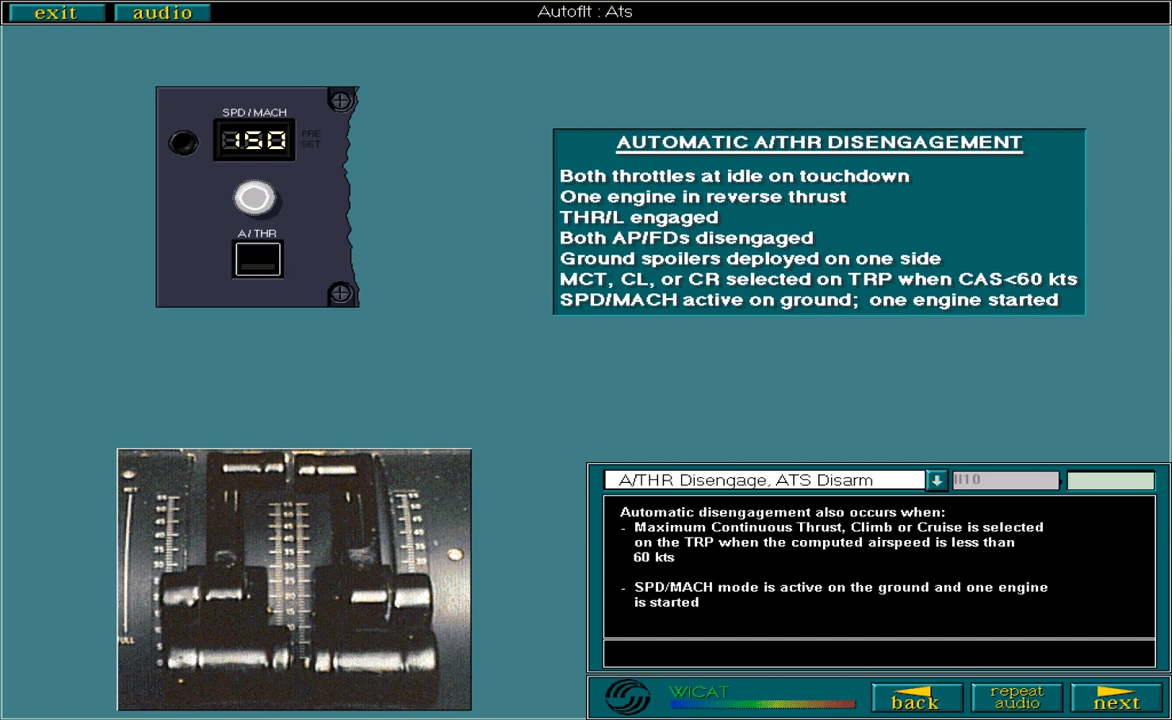 exit
audio
Autoflt : Ats
SPD/MACH
150
PRE
SET
A/THR
AUTOMATIC A/THR DISENGAGEMENT
Both throttles at idle on touchdown
One engine in reverse thrust
THR/L engaged
Both AP/FDs disengaged
Ground spoilers deployed on one side
MCT, CL, or CR selected on TRP when CAS<60 kts
SPD/MACH active on ground; one engine started
A/THR Disengage, ATS Disarm
Automatic disengagement also occurs when:
- Maximum Continuous Thrust, Climb or Cruise is selected
on the TRP when the computed airspeed is less than
60 kts
- SPD/MACH mode is active on the ground and one engine
is started
WICAT
back
repeat
audio
next